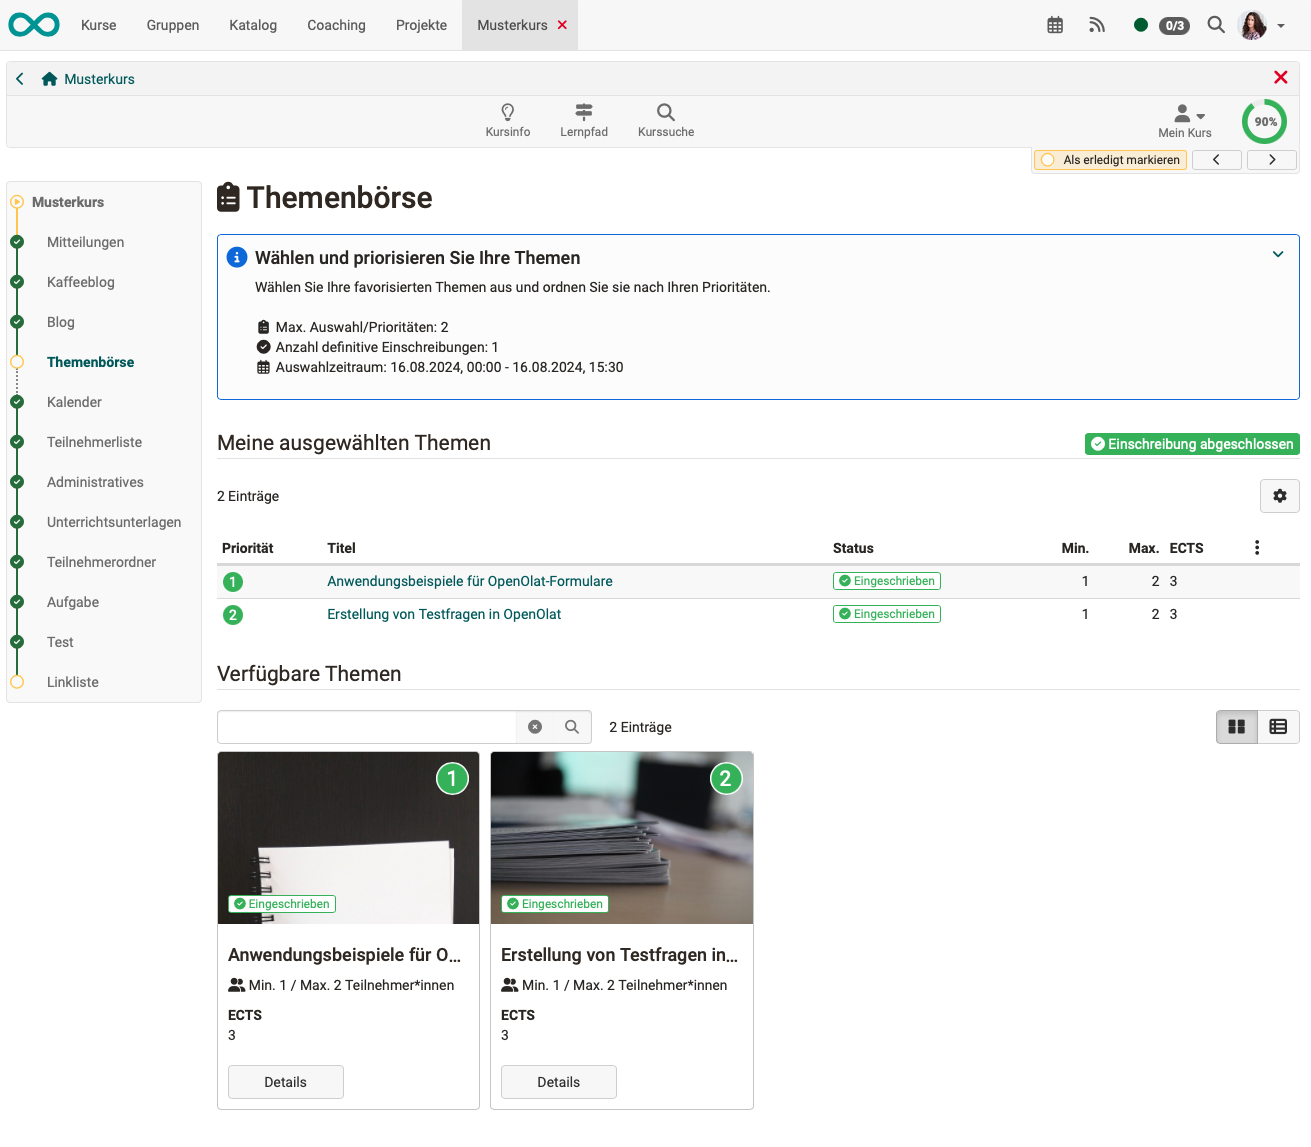 Kurse Gruppen Katalog Coaching Projekte Musterkurs 0/3
Musterkurs
Kursinfo Lernpfad Kurssuche Mein Kurs 90%
Als erledigt markieren
Musterkurs
Mitteilungen
Kaffeeblog
Blog
Themenbörse
Kalender
Teilnehmerliste
Administratives
Unterrichtsunterlagen
Teilnehmerordner
Aufgabe
Test
Linkliste
Themenbörse
Wählen und priorisieren Sie Ihre Themen
Wählen Sie Ihre favorisierten Themen aus und ordnen Sie sie nach Ihren Prioritäten.
Max. Auswahl/Prioritäten: 2
Anzahl definitive Einschreibungen: 1
Auswahlzeitraum: 16.08.2024, 00:00 - 16.08.2024, 15:30
Meine ausgewählten Themen Einschreibung abgeschlossen
2 Einträge
Priorität Titel Status Min. Max. ECTS
1 Anwendungsbeispiele für OpenOlat-Formulare Eingeschrieben 1 2 3
2 Erstellung von Testfragen in OpenOlat Eingeschrieben 1 2 3
Verfügbare Themen
2 Einträge
1
Eingeschrieben
Anwendungsbeispiele für O...
Min. 1 / Max. 2 Teilnehmer*innen
ECTS
3
Details
2
Eingeschrieben
Erstellung von Testfragen in...
Min. 1 / Max. 2 Teilnehmer*innen
ECTS
3
Details